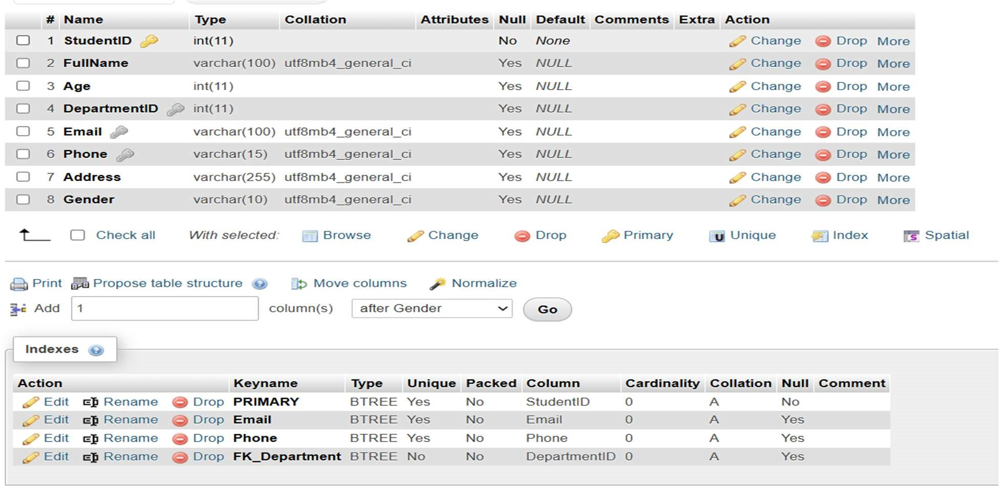 # Name Type Collation Attributes Null Default Comments Extra Action
1 StudentID int(11) No None Change Drop More
2 FullName varchar(100) utf8mb4_general_ci Yes NULL Change Drop More
3 Age int(11) Yes NULL Change Drop More
4 DepartmentID int(11) Yes NULL Change Drop More
5 Email varchar(100) utf8mb4_general_ci Yes NULL Change Drop More
6 Phone varchar(15) utf8mb4_general_ci Yes NULL Change Drop More
7 Address varchar(255) utf8mb4_general_ci Yes NULL Change Drop More
8 Gender varchar(10) utf8mb4_general_ci Yes NULL Change Drop More
Check all With selected: Browse Change Drop Primary Unique Index Spatial
Print Propose table structure Move columns Normalize
Add 1 column(s) after Gender Go
Indexes
Action Keyname Type Unique Packed Column Cardinality Collation Null Comment
Edit Rename Drop PRIMARY BTREE Yes No StudentID 0 A No
Edit Rename Drop Email BTREE Yes No Email 0 A Yes
Edit Rename Drop Phone BTREE Yes No Phone 0 A Yes
Edit Rename Drop FK_Department BTREE No No DepartmentID 0 A Yes